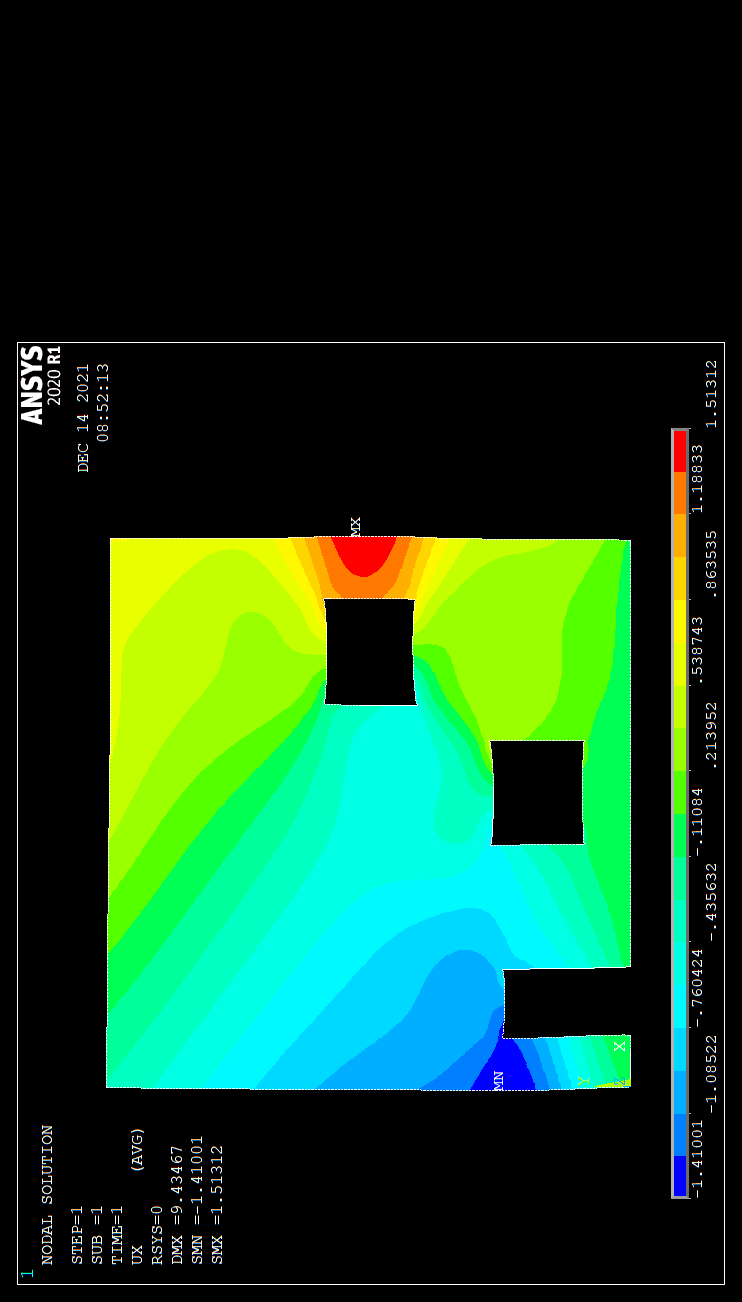 1
NODAL SOLUTION
STEP=1
SUB =1
TIME=1
UX (AVG)
RSYS=0
DMX =9.43467
SMN =-1.41001
SMX =1.51312
ANSYS
2020 R1
DEC 14 2021
08:52:13
MX
MN
Y
Z
X
-1.41001
-1.08522
-.760424
-.435632
-.11084
.213952
.538743
.863535
1.18833
1.51312